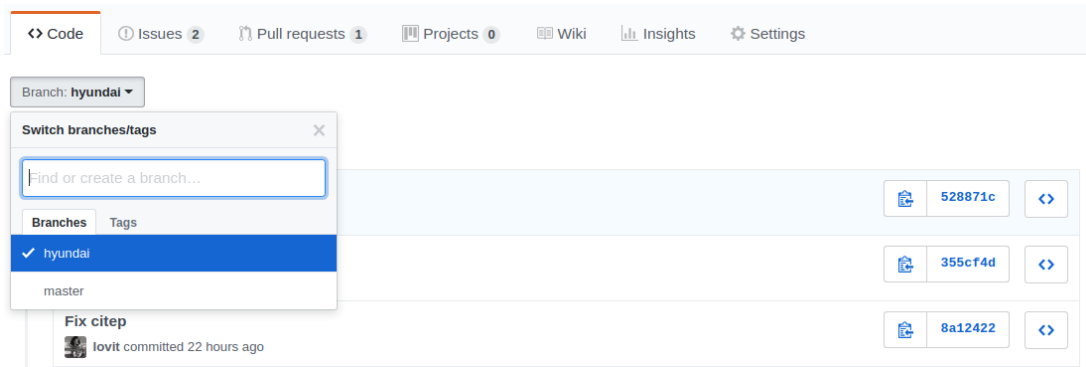 Code Issues 2 Pull requests 1 Projects 0 Wiki Insights Settings
Branch: hyundai
Switch branches/tags
Find or create a branch…
Branches Tags
hyundai
master
528871c
355cf4d
Fix citep
lovit committed 22 hours ago
8a12422